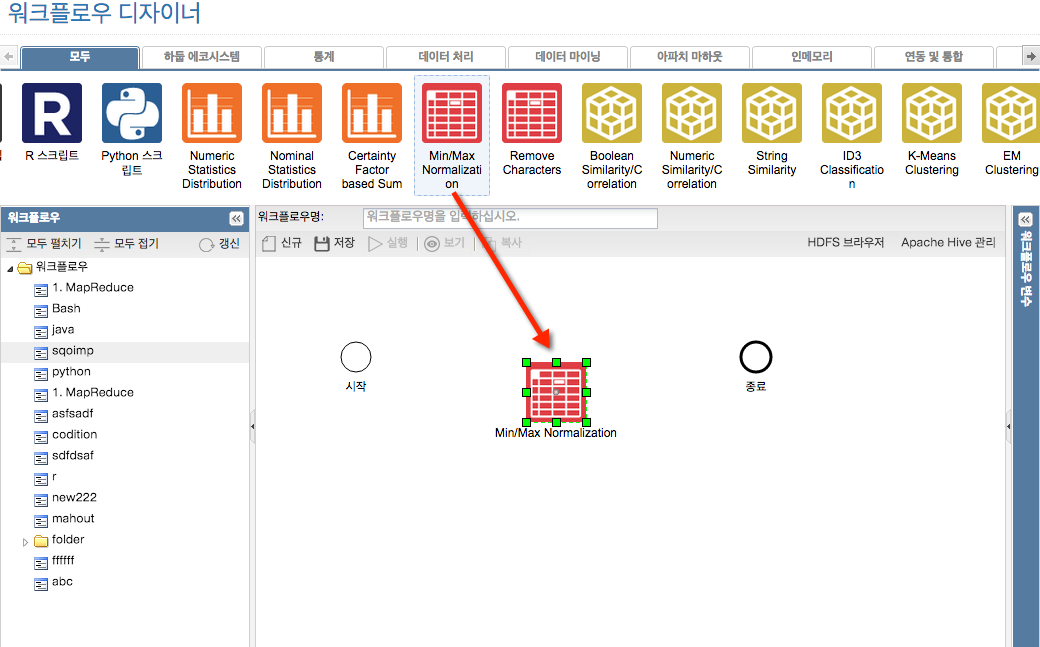 워크플로우 디자이너
모두 하둡 에코시스템 통계 데이터 처리 데이터 마이닝 아파치 마하웃 인메모리 연동 및 통합
R
R 스크립트
Python 스크
립트
Numeric
Statistics
Distribution
Nominal
Statistics
Distribution
Certainty
Factor
based Sum
Min/Max
Normalizati
on
Remove
Characters
Boolean
Similarity/C
orrelation
Numeric
Similarity/C
orrelation
String
Similarity
ID3
Classificatio
n
K-Means
Clustering
EM
Clustering
워크플로우
모두 펼치기 모두 접기 갱신
워크플로우
1. MapReduce
Bash
java
sqoimp
python
1. MapReduce
asfsadf
codition
sdfdsaf
r
new222
mahout
folder
ffffff
abc
워크플로우명: 워크플로우명을 입력하십시오.
신규 저장 실행 보기 복사 HDFS 브라우저 Apache Hive 관리
시작
Min/Max Normalization
종료
워크플로우 변수